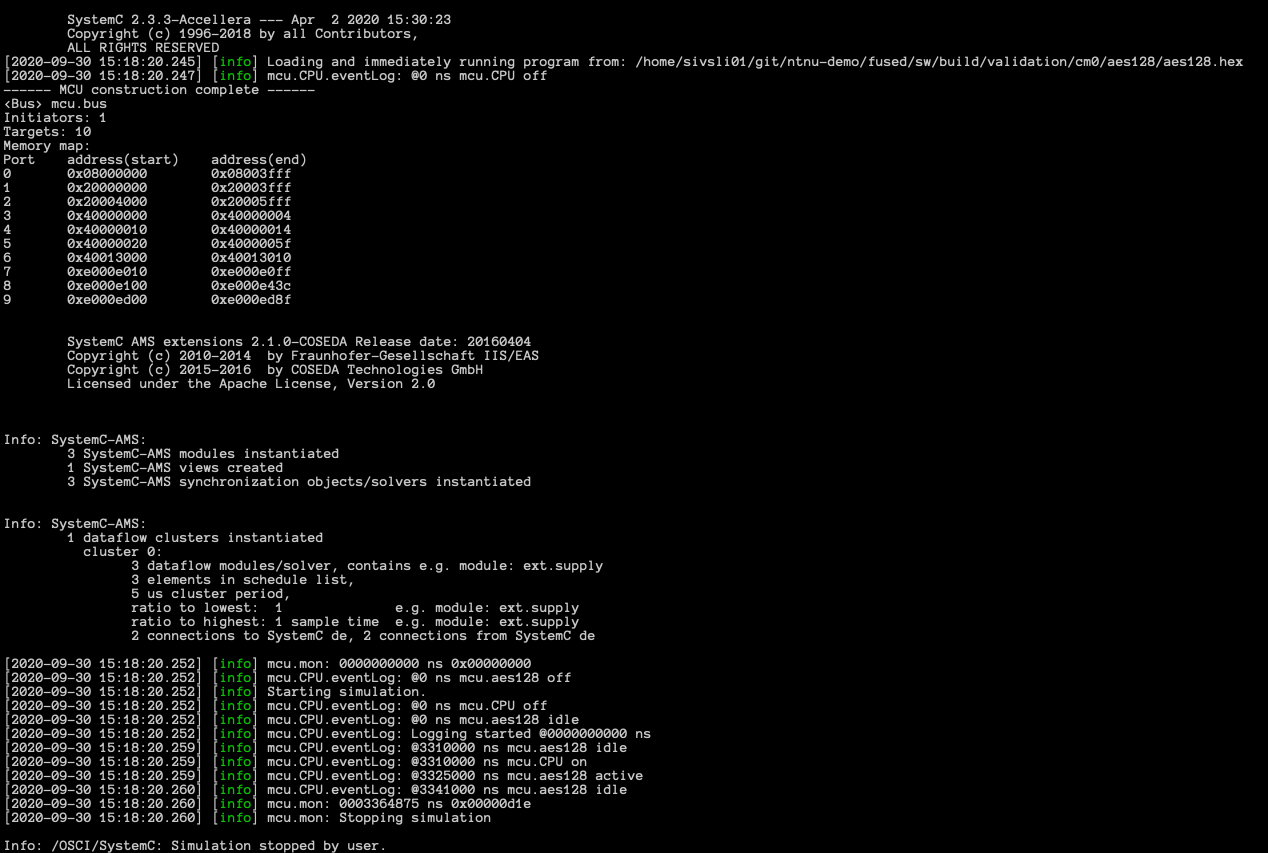 SystemC 2.3.3-Accellera --- Apr  2 2020 15:30:23
Copyright (c) 1996-2018 by all Contributors,
ALL RIGHTS RESERVED
[2020-09-30 15:18:20.245] [info] Loading and immediately running program from: /home/sivsli01/git/ntnu-demo/fused/sw/build/validation/cm0/aes128/aes128.hex
[2020-09-30 15:18:20.247] [info] mcu.CPU.eventLog: @0 ns mcu.CPU off
------ MCU construction complete ------
<Bus> mcu.bus
Initiators: 1
Targets: 10
Memory map:
Port    address(start)    address(end)
0       0x08000000        0x08003fff
1       0x20000000        0x20003fff
2       0x20004000        0x20005fff
3       0x40000000        0x40000004
4       0x40000010        0x40000014
5       0x40000020        0x4000005f
6       0x40013000        0x40013010
7       0xe000e010        0xe000e0ff
8       0xe000e100        0xe000e43c
9       0xe000ed00        0xe000ed8f
SystemC AMS extensions 2.1.0-COSEDA Release date: 20160404
Copyright (c) 2010-2014  by Fraunhofer-Gesellschaft IIS/EAS
Copyright (c) 2015-2016  by COSEDA Technologies GmbH
Licensed under the Apache License, Version 2.0
Info: SystemC-AMS:
3 SystemC-AMS modules instantiated
1 SystemC-AMS views created
3 SystemC-AMS synchronization objects/solvers instantiated
Info: SystemC-AMS:
1 dataflow clusters instantiated
cluster 0:
3 dataflow modules/solver, contains e.g. module: ext.supply
3 elements in schedule list,
5 us cluster period,
ratio to lowest:  1              e.g. module: ext.supply
ratio to highest: 1 sample time  e.g. module: ext.supply
2 connections to SystemC de, 2 connections from SystemC de
[2020-09-30 15:18:20.252] [info] mcu.mon: 0000000000 ns 0x00000000
[2020-09-30 15:18:20.252] [info] mcu.CPU.eventLog: @0 ns mcu.aes128 off
[2020-09-30 15:18:20.252] [info] Starting simulation.
[2020-09-30 15:18:20.252] [info] mcu.CPU.eventLog: @0 ns mcu.CPU off
[2020-09-30 15:18:20.252] [info] mcu.CPU.eventLog: @0 ns mcu.aes128 idle
[2020-09-30 15:18:20.252] [info] mcu.CPU.eventLog: Logging started @0000000000 ns
[2020-09-30 15:18:20.259] [info] mcu.CPU.eventLog: @3310000 ns mcu.aes128 idle
[2020-09-30 15:18:20.259] [info] mcu.CPU.eventLog: @3310000 ns mcu.CPU on
[2020-09-30 15:18:20.259] [info] mcu.CPU.eventLog: @3325000 ns mcu.aes128 active
[2020-09-30 15:18:20.260] [info] mcu.CPU.eventLog: @3341000 ns mcu.aes128 idle
[2020-09-30 15:18:20.260] [info] mcu.mon: 0003364875 ns 0x00000d1e
[2020-09-30 15:18:20.260] [info] mcu.mon: Stopping simulation
Info: /OSCI/SystemC: Simulation stopped by user.